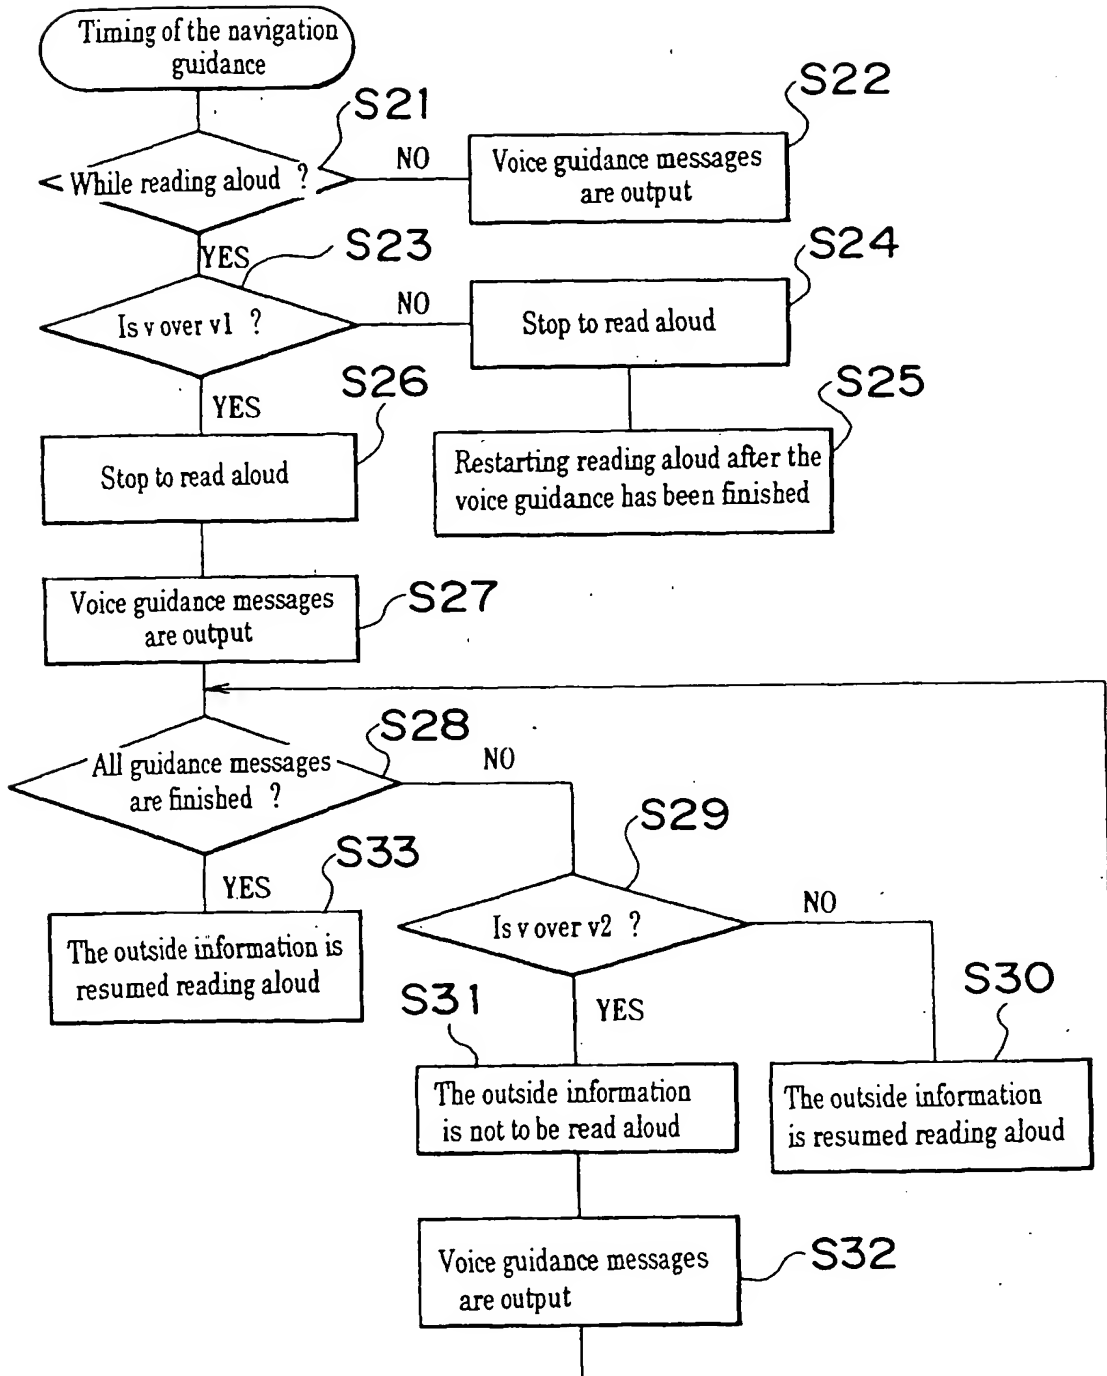 Timing of the navigation
guidance
S21
While reading aloud ?
NO
S22
Voice guidance messages
are output
YES
S23
Is v over v1 ?
NO
S24
Stop to read aloud
S25
Restarting reading aloud after the
voice guidance has been finished
YES
S26
Stop to read aloud
S27
Voice guidance messages
are output
S28
All guidance messages
are finished ?
NO
YES
S33
The outside information is
resumed reading aloud
S29
Is v over v2 ?
NO
S30
The outside information
is resumed reading aloud
YES
S31
The outside information
is not to be read aloud
S32
Voice guidance messages
are output